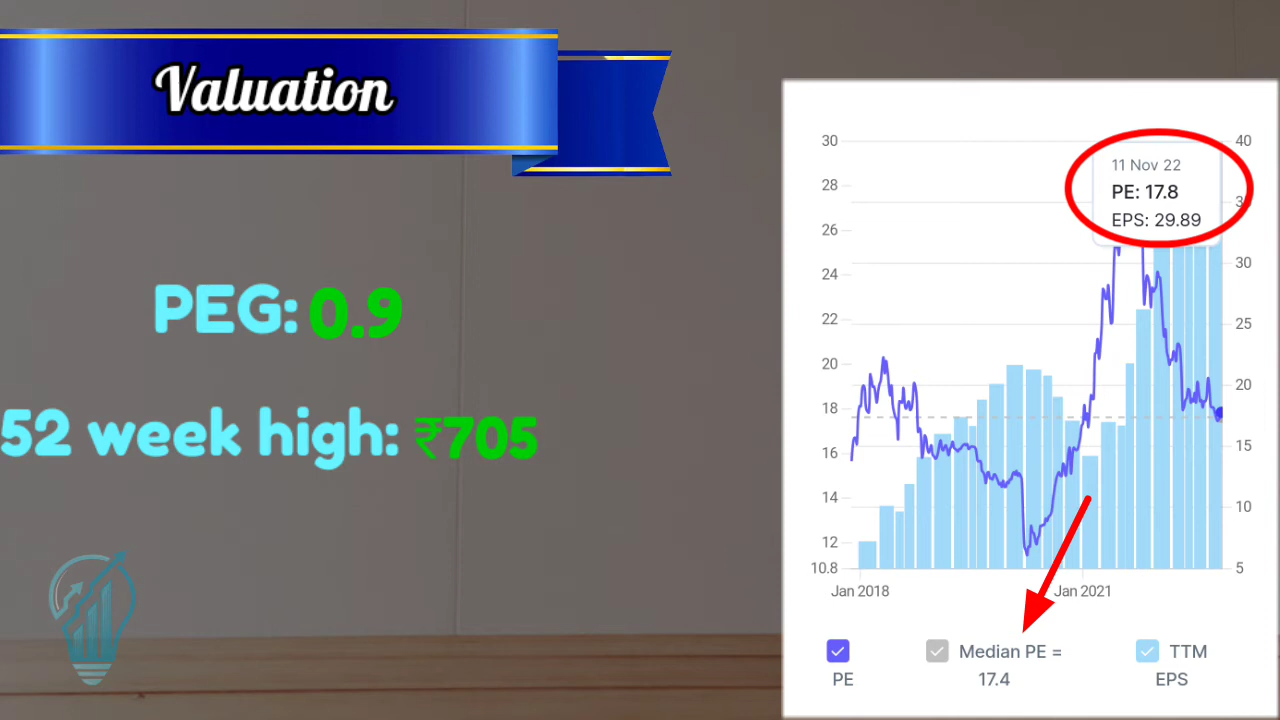 Valuation
PEG: 0.9
52 week high: ₹705
30
28
26
24
22
20
18
16
14
12
10.8
40
30
25
20
15
10
5
11 Nov 22
PE: 17.8
EPS: 29.89
Jan 2018
Jan 2021
PE
Median PE =
17.4
TTM
EPS